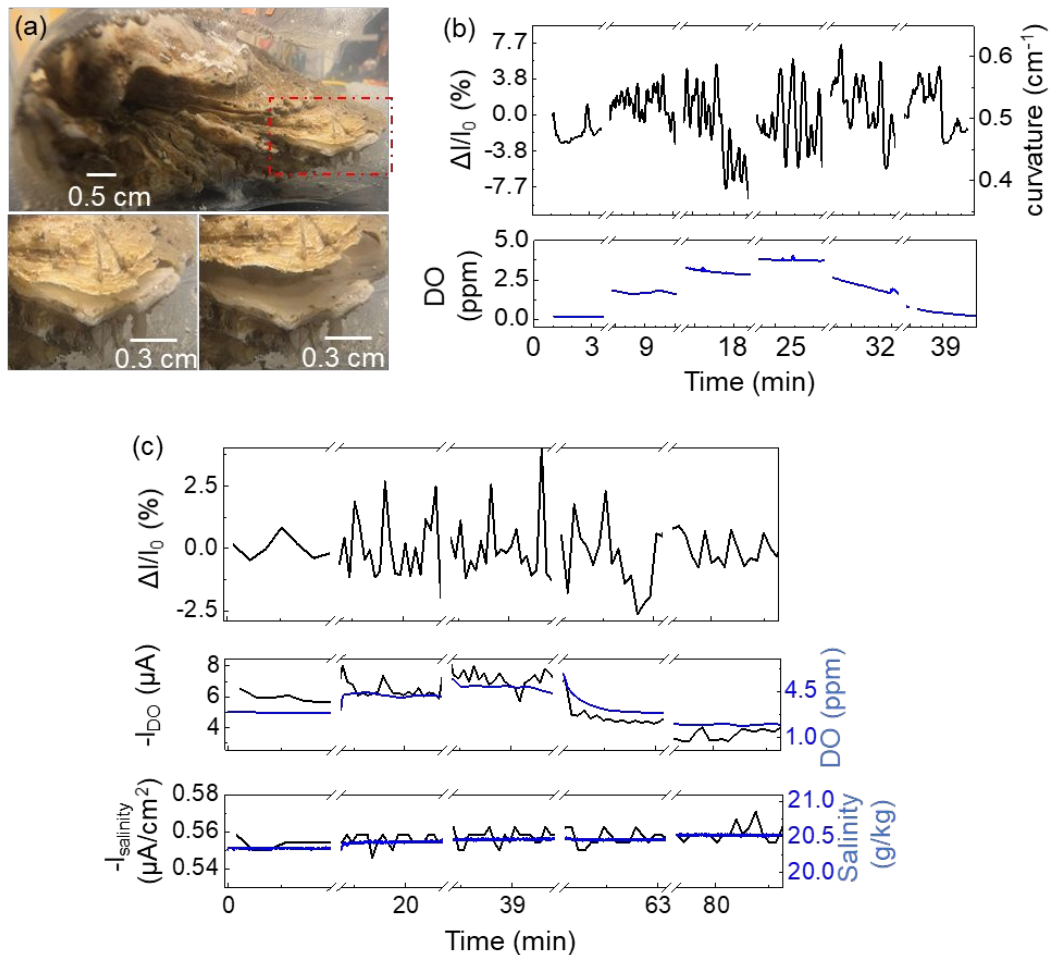 (a)
0.5 cm
0.3 cm
0.3 cm
(b)
7.7
3.8
0.0
-3.8
-7.7
ΔI/I₀ (%)
0.6
0.5
0.4
curvature (cm⁻¹)
5.0
2.5
0.0
DO
(ppm)
0 3 9 18 25 32 39
Time (min)
(c)
2.5
0.0
-2.5
ΔI/I₀ (%)
8
6
4
-I_DO (μA)
4.5
1.0
DO (ppm)
0.58
0.56
0.54
-I_salinity
(μA/cm²)
21.0
20.5
20.0
Salinity
(g/kg)
0 20 39 63 80
Time (min)